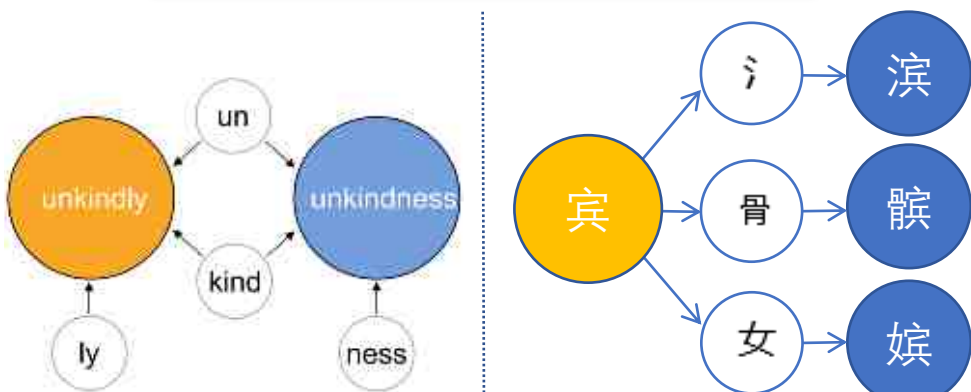 un
unkindly
unkindness
kind
ly
ness
氵
滨
宾
骨
髌
女
嫔